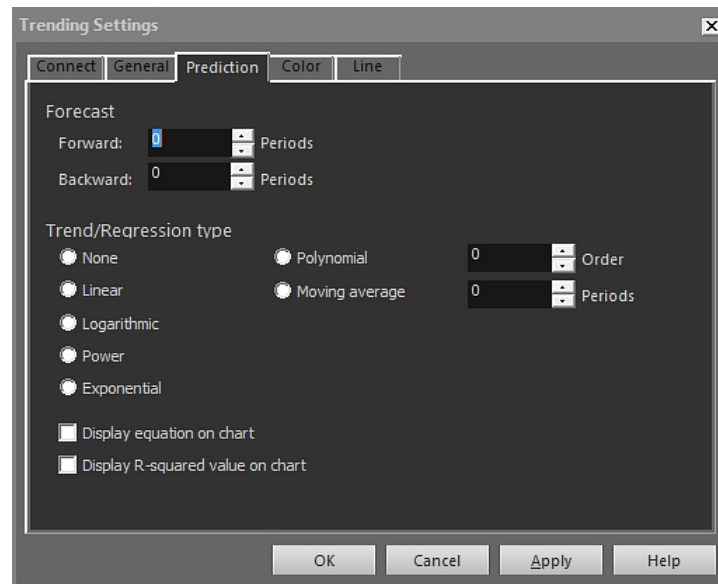 Trending Settings
Connect General Prediction Color Line
Forecast
Forward: 0 Periods
Backward: 0 Periods
Trend/Regression type
None Polynomial 0 Order
Linear Moving average 0 Periods
Logarithmic
Power
Exponential
Display equation on chart
Display R-squared value on chart
OK Cancel Apply Help